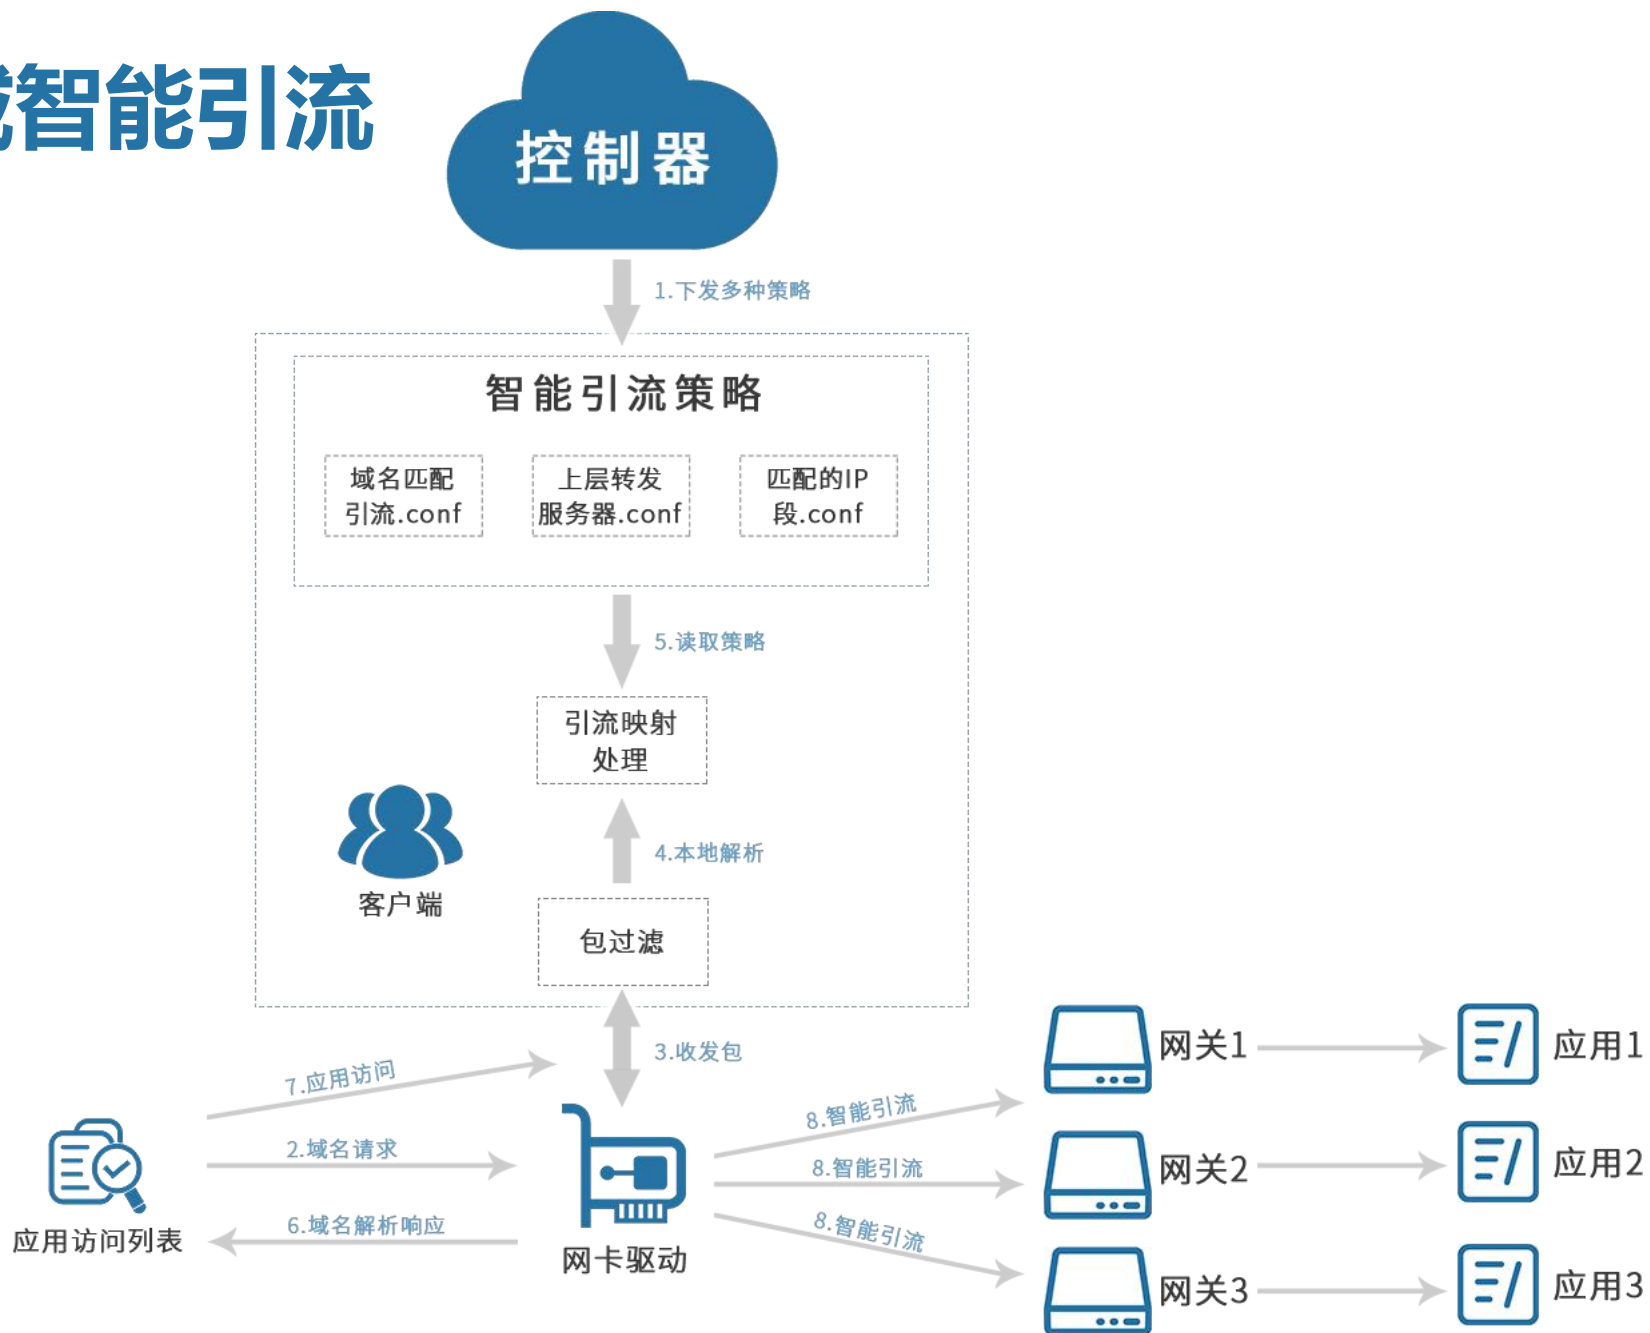 智能引流
控制器
1.下发多种策略
智能引流策略
域名匹配
引流.conf
上层转发
服务器.conf
匹配的IP
段.conf
5.读取策略
引流映射
处理
4.本地解析
客户端
包过滤
3.收发包
7.应用访问
2.域名请求
6.域名解析响应
应用访问列表
网卡驱动
8.智能引流
8.智能引流
8.智能引流
网关1
应用1
网关2
应用2
网关3
应用3